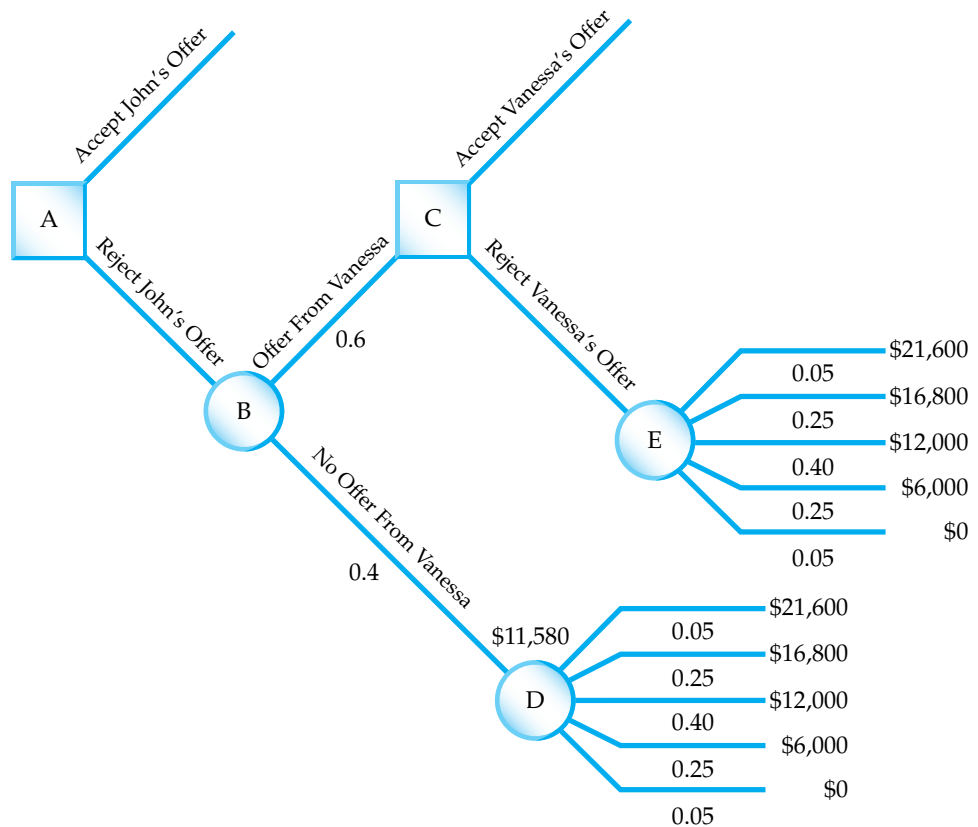 Accept John's Offer
Accept Vanessa's Offer
A
C
Reject John's Offer
Offer From Vanessa
0.6
Reject Vanessa's Offer
B
E
$21,600
0.05
$16,800
0.25
$12,000
0.40
$6,000
0.25
$0
0.05
No Offer From Vanessa
0.4
$11,580
D
$21,600
0.05
$16,800
0.25
$12,000
0.40
$6,000
0.25
$0
0.05